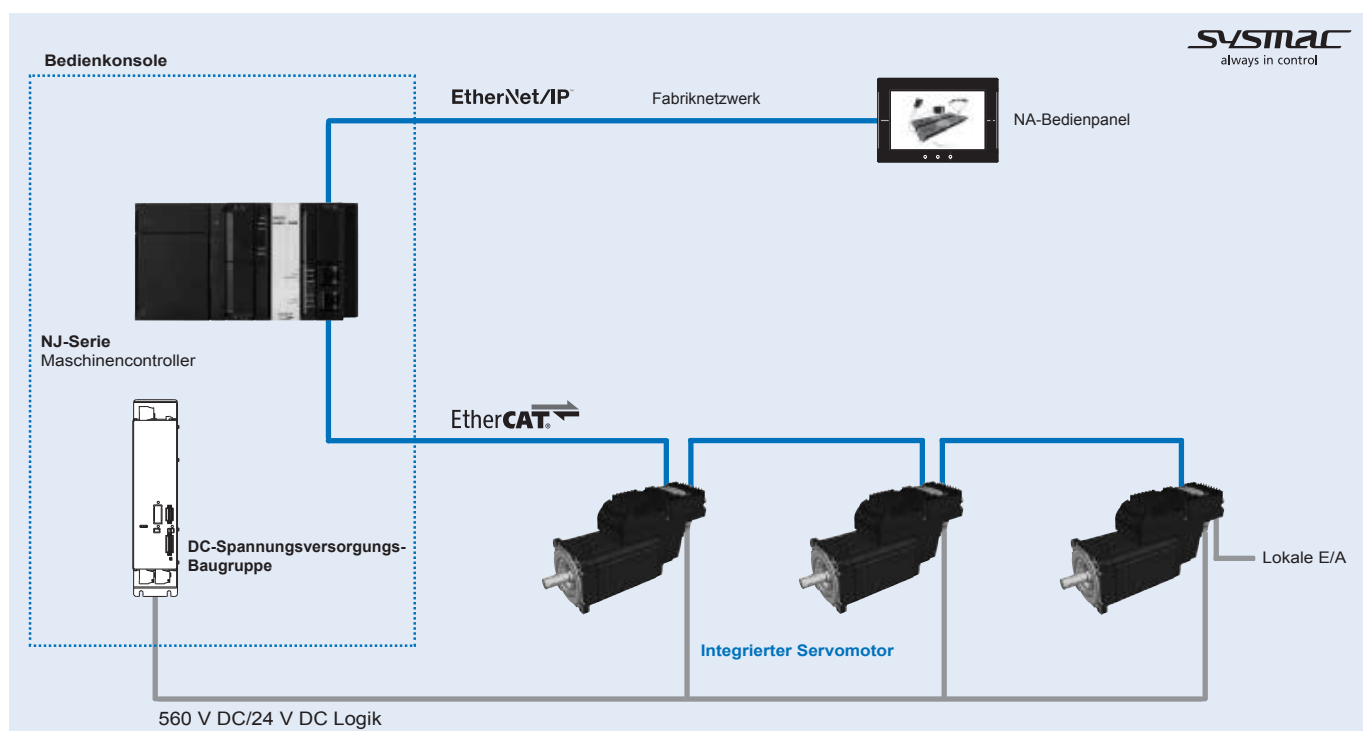 sysmac
always in control
Bedienkonsole
EtherNet/IP™
Fabriknetzwerk
NA-Bedienpanel
NJ-Serie
Maschinencontroller
EtherCAT®
DC-Spannungsversorgungs-
Baugruppe
Lokale E/A
Integrierter Servomotor
560 V DC/24 V DC Logik